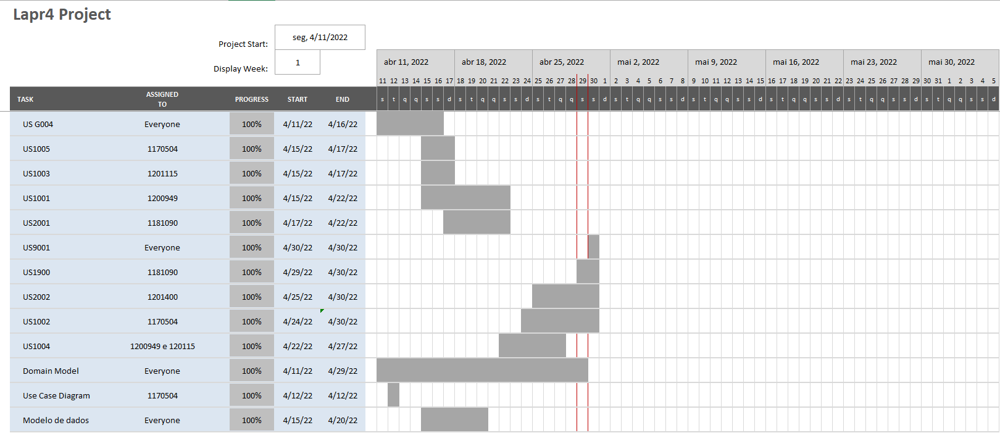 Lapr4 Project
Project Start: seg, 4/11/2022
Display Week: 1
abr 11, 2022 abr 18, 2022 abr 25, 2022 mai 2, 2022 mai 9, 2022 mai 16, 2022 mai 23, 2022 mai 30, 2022
11 12 13 14 15 16 17 18 19 20 21 22 23 24 25 26 27 28 29 30 1 2 3 4 5 6 7 8 9 10 11 12 13 14 15 16 17 18 19 20 21 22 23 24 25 26 27 28 29 30 31 1 2 3 4 5
TASK ASSIGNED TO PROGRESS START END s t q q s s d s t q q s s d s t q q s s d s t q q s s d s t q q s s d s t q q s s d s t q q s s d s t q q s s d
US G004 Everyone 100% 4/11/22 4/16/22
US1005 1170504 100% 4/15/22 4/17/22
US1003 1201115 100% 4/15/22 4/17/22
US1001 1200949 100% 4/15/22 4/22/22
US2001 1181090 100% 4/17/22 4/22/22
US9001 Everyone 100% 4/30/22 4/30/22
US1900 1181090 100% 4/29/22 4/30/22
US2002 1201400 100% 4/25/22 4/30/22
US1002 1170504 100% 4/24/22 4/30/22
US1004 1200949 e 120115 100% 4/22/22 4/27/22
Domain Model Everyone 100% 4/11/22 4/29/22
Use Case Diagram 1170504 100% 4/12/22 4/12/22
Modelo de dados Everyone 100% 4/15/22 4/20/22